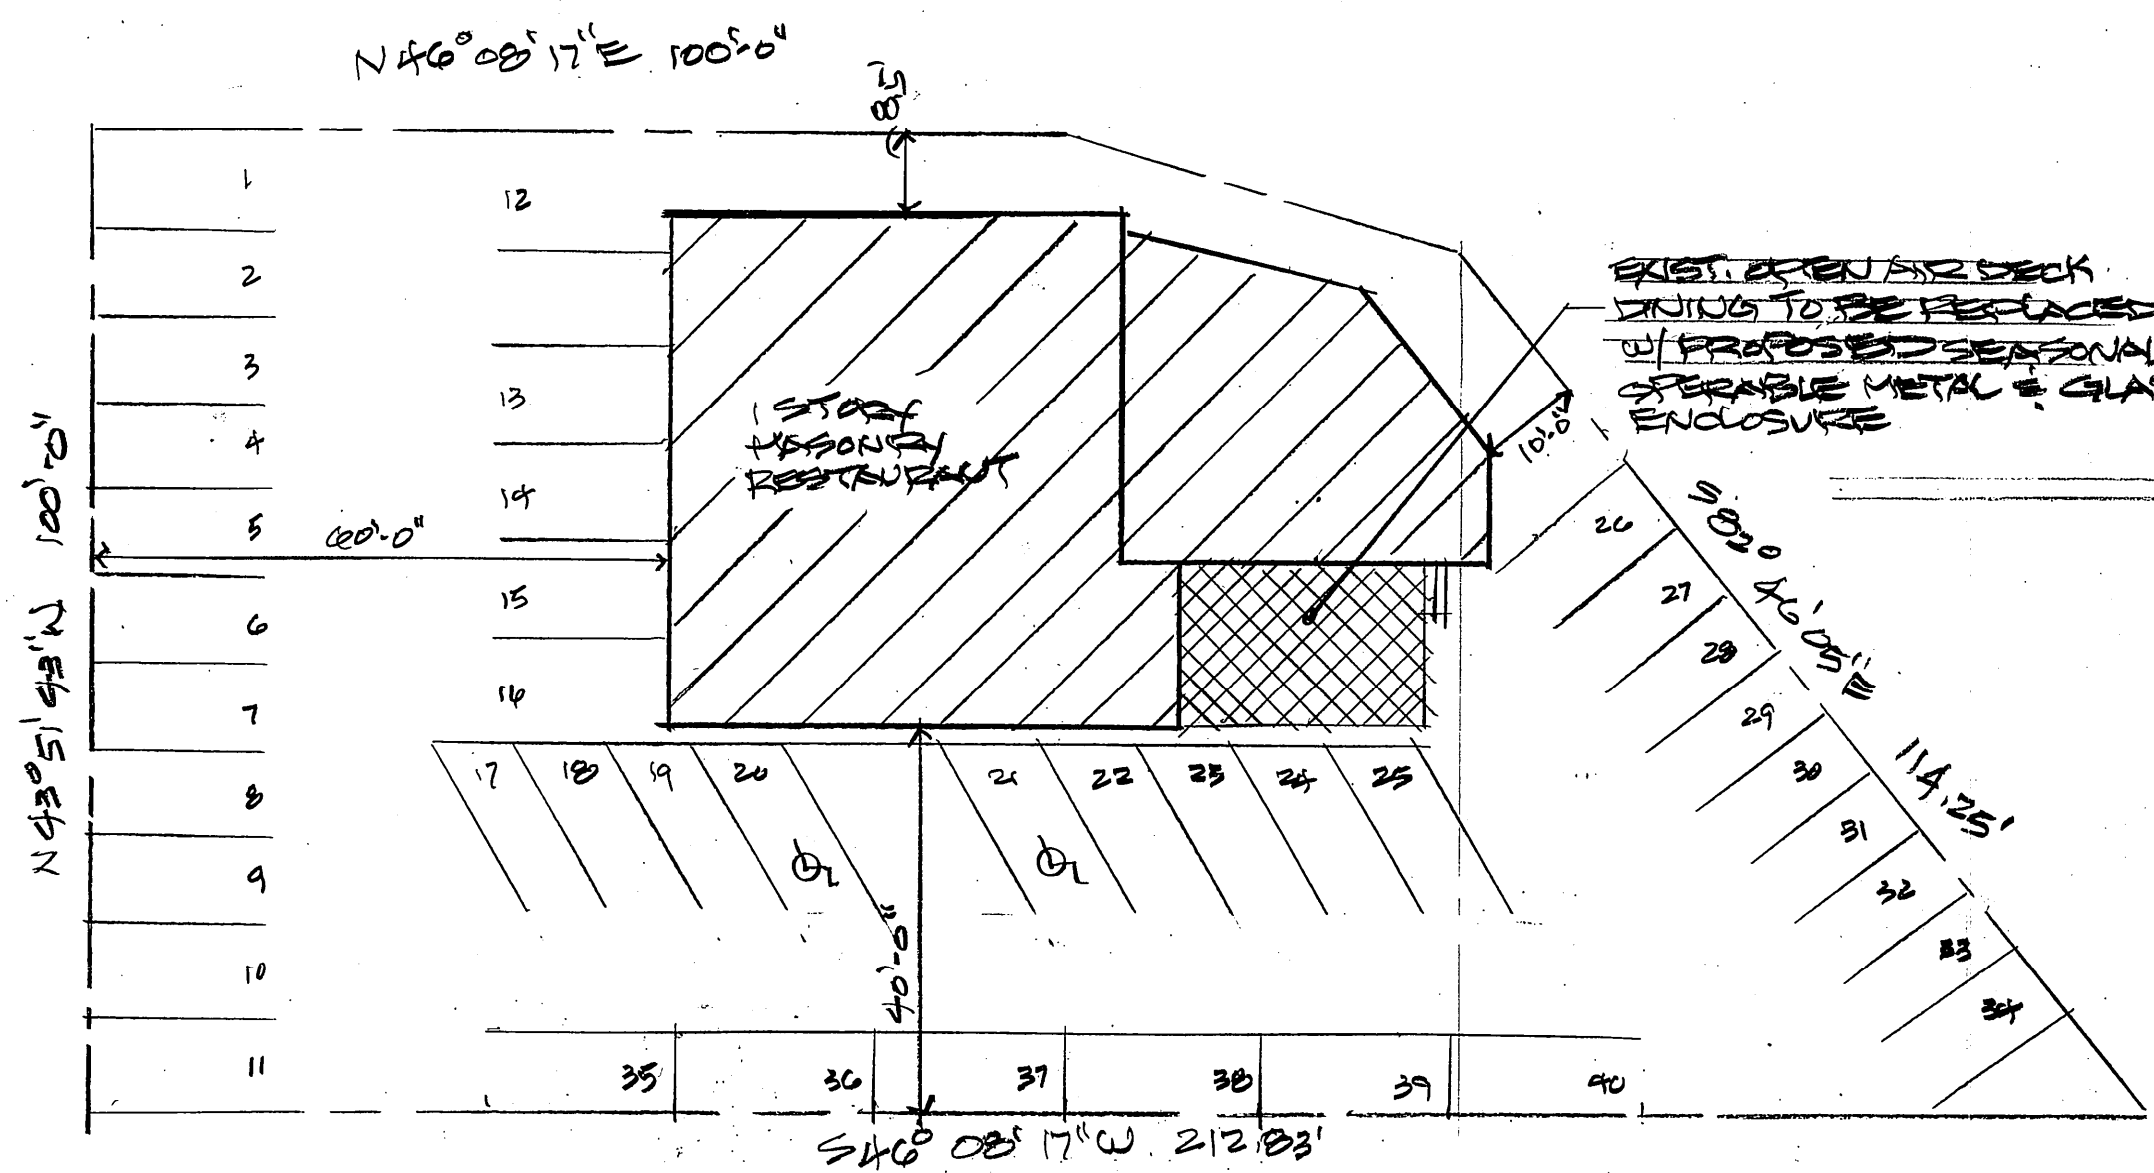 N46°08'17"E 100'-0"
(8.5')
1
2
3
4
5
6
7
8
9
10
11
12
13
14
15
16
N43°51'43"W 100'-0"
60'-0"
1 STORY
MASONRY
RESTAURANT
EXIST. OPEN AIR DECK
DINING TO BE REPLACED
W/ PROPOSED SEASONAL
OPERABLE METAL & GLA
ENCLOSURE
10'-0"
S82° 46' 05"E 114.25'
17 18 19 20 21 22 23 24 25
26
27
28
29
30
31
32
33
34
40'-0"
35 36 37 38 39 40
S46° 08' 17"W 212.83'